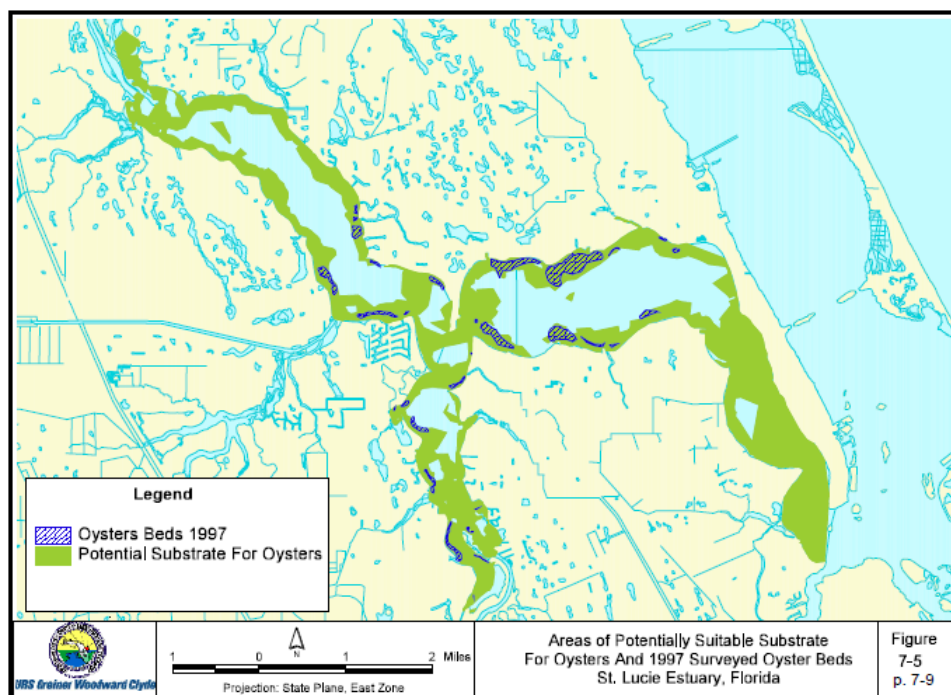 Legend
Oysters Beds 1997
Potential Substrate For Oysters
URS Greiner Woodward Clyde
N
1 0 1 2 Miles
Projection: State Plane, East Zone
Areas of Potentially Suitable Substrate
For Oysters And 1997 Surveyed Oyster Beds
St. Lucie Estuary, Florida
Figure
7-5
p. 7-9